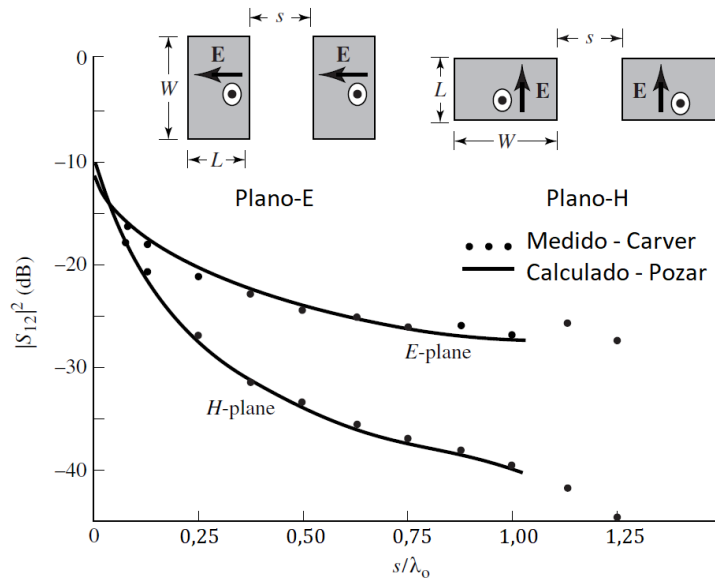 s
E
E
W
L
Plano-E
s
L
E
E
W
Plano-H
Medido - Carver
Calculado - Pozar
|S₁₂|² (dB)
0
−10
−20
−30
−40
E-plane
H-plane
0
0,25
0,50
0,75
1,00
1,25
s/λₒ